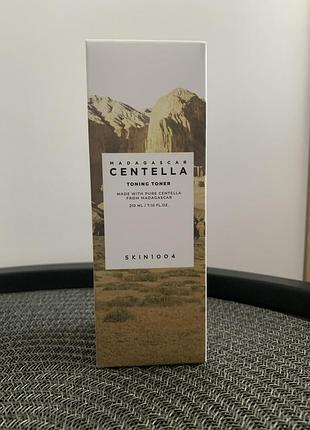 MADAGASCAR
CENTELLA
TONING TONER
MADE WITH PURE CENTELLA
FROM MADAGASCAR
210 ML / 7.10 FL.OZ.
SKIN1004